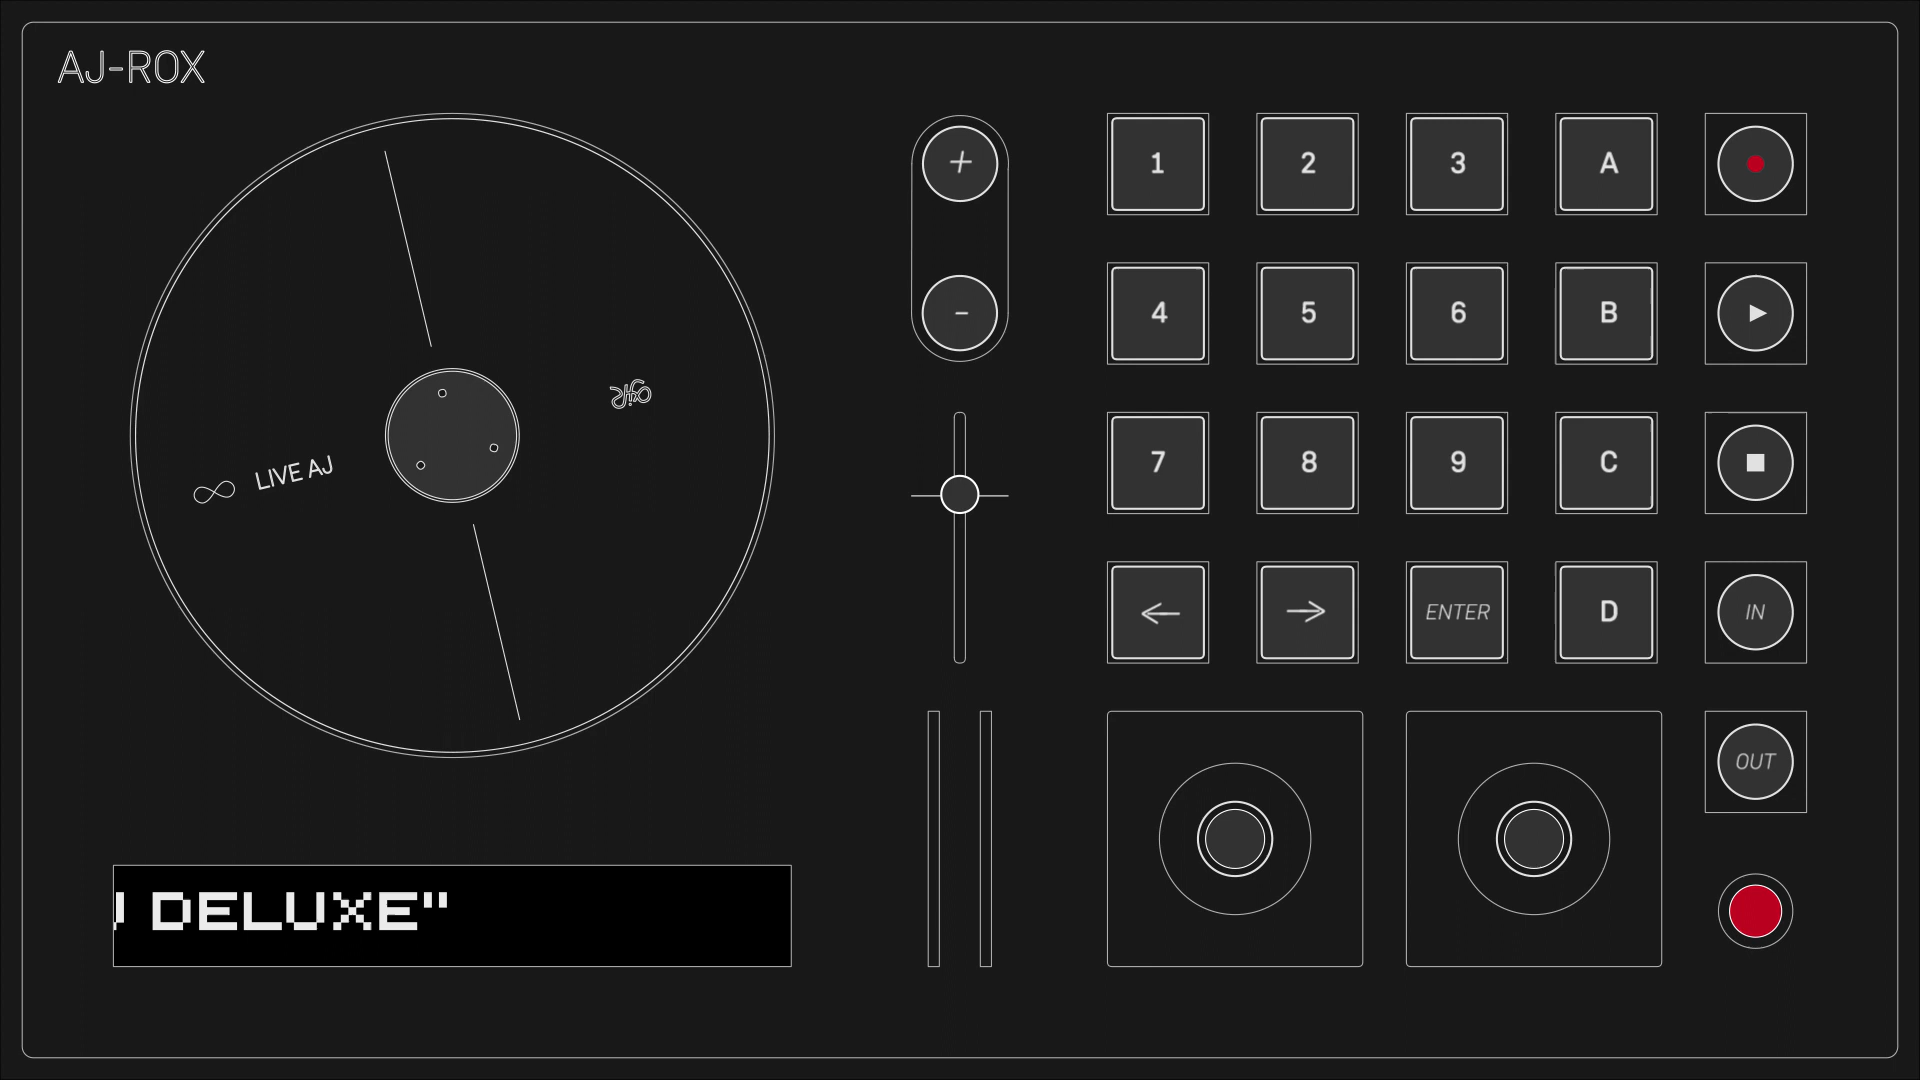 AJ-ROX
+
1 2 3 A
-
4 5 6 B
7 8 9 C
∞ LIVE AJ
← → ENTER D IN
OUT
DELUXE"